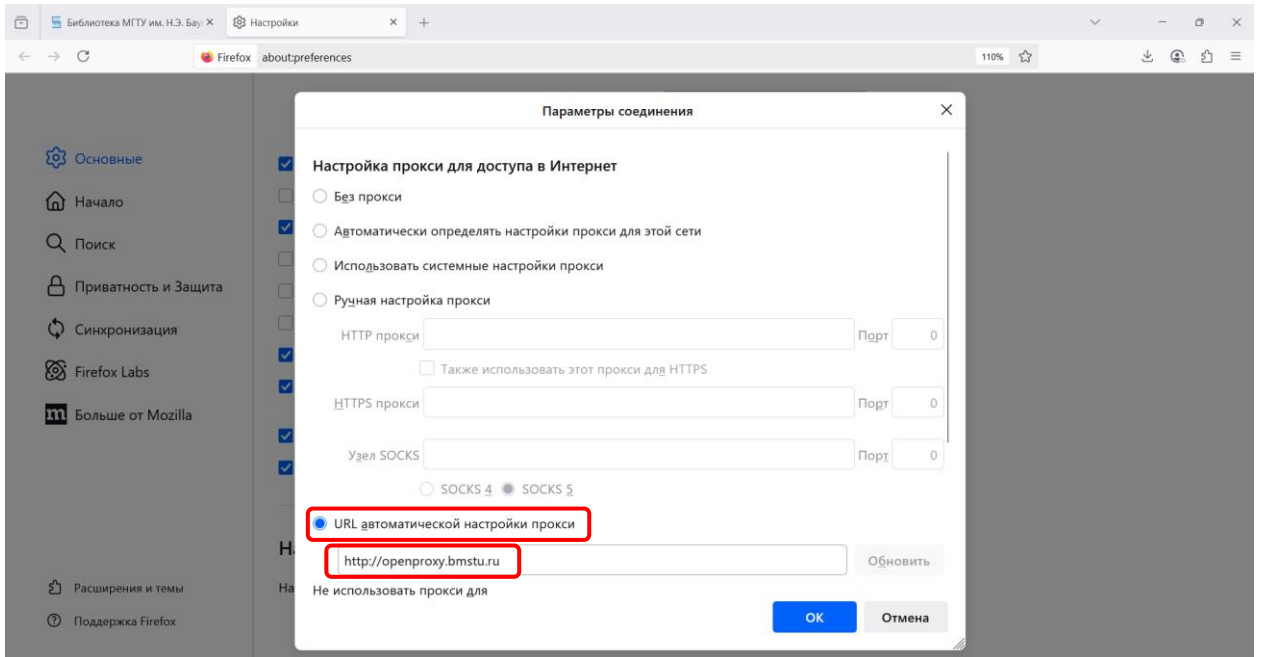 Библиотека МГТУ им. Н.Э. Бау
Настройки
Firefox about:preferences 110%
Параметры соединения
Основные
Настройка прокси для доступа в Интернет
Начало
Без прокси
Поиск
Автоматически определять настройки прокси для этой сети
Использовать системные настройки прокси
Приватность и Защита
Ручная настройка прокси
Синхронизация
HTTP прокси Порт 0
Firefox Labs
Также использовать этот прокси для HTTPS
HTTPS прокси Порт 0
m Больше от Mozilla
Узел SOCKS Порт 0
SOCKS 4 SOCKS 5
URL автоматической настройки прокси
Н
http://openproxy.bmstu.ru Обновить
Расширения и темы
На
Не использовать прокси для
Поддержка Firefox
ОК Отмена